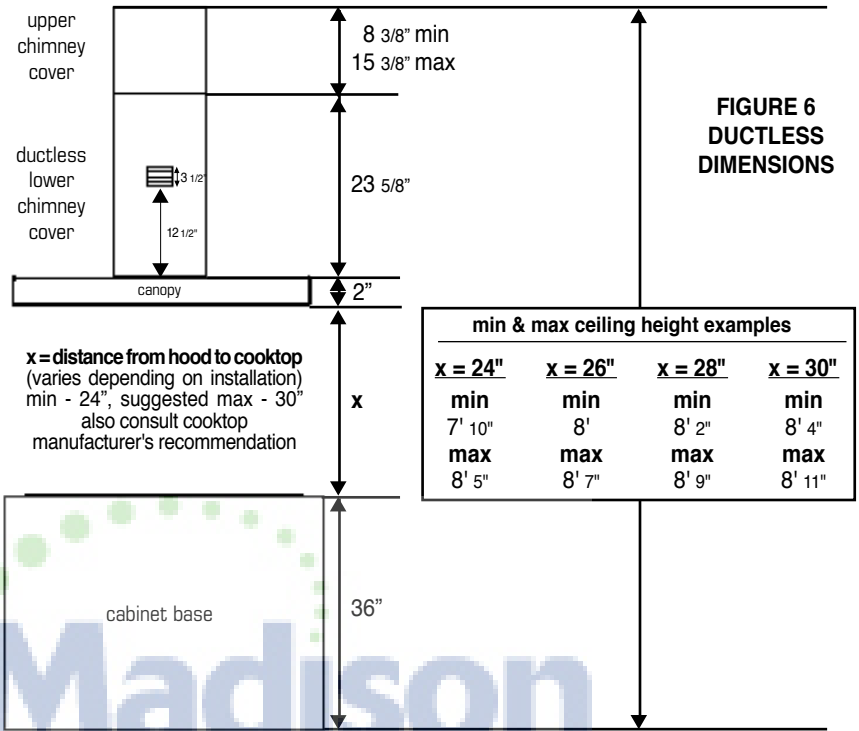 upper
chimney
cover
8 3/8" min
15 3/8" max
FIGURE 6
DUCTLESS
DIMENSIONS
ductless
lower
chimney
cover
3 1/2"
12 1/2"
23 5/8"
canopy
2"
x = distance from hood to cooktop
(varies depending on installation)
min - 24", suggested max - 30"
also consult cooktop
manufacturer's recommendation
x
min & max ceiling height examples
x = 24" x = 26" x = 28" x = 30"
min min min min
7' 10" 8' 8' 2" 8' 4"
max max max max
8' 5" 8' 7" 8' 9" 8' 11"
cabinet base
36"
Madison